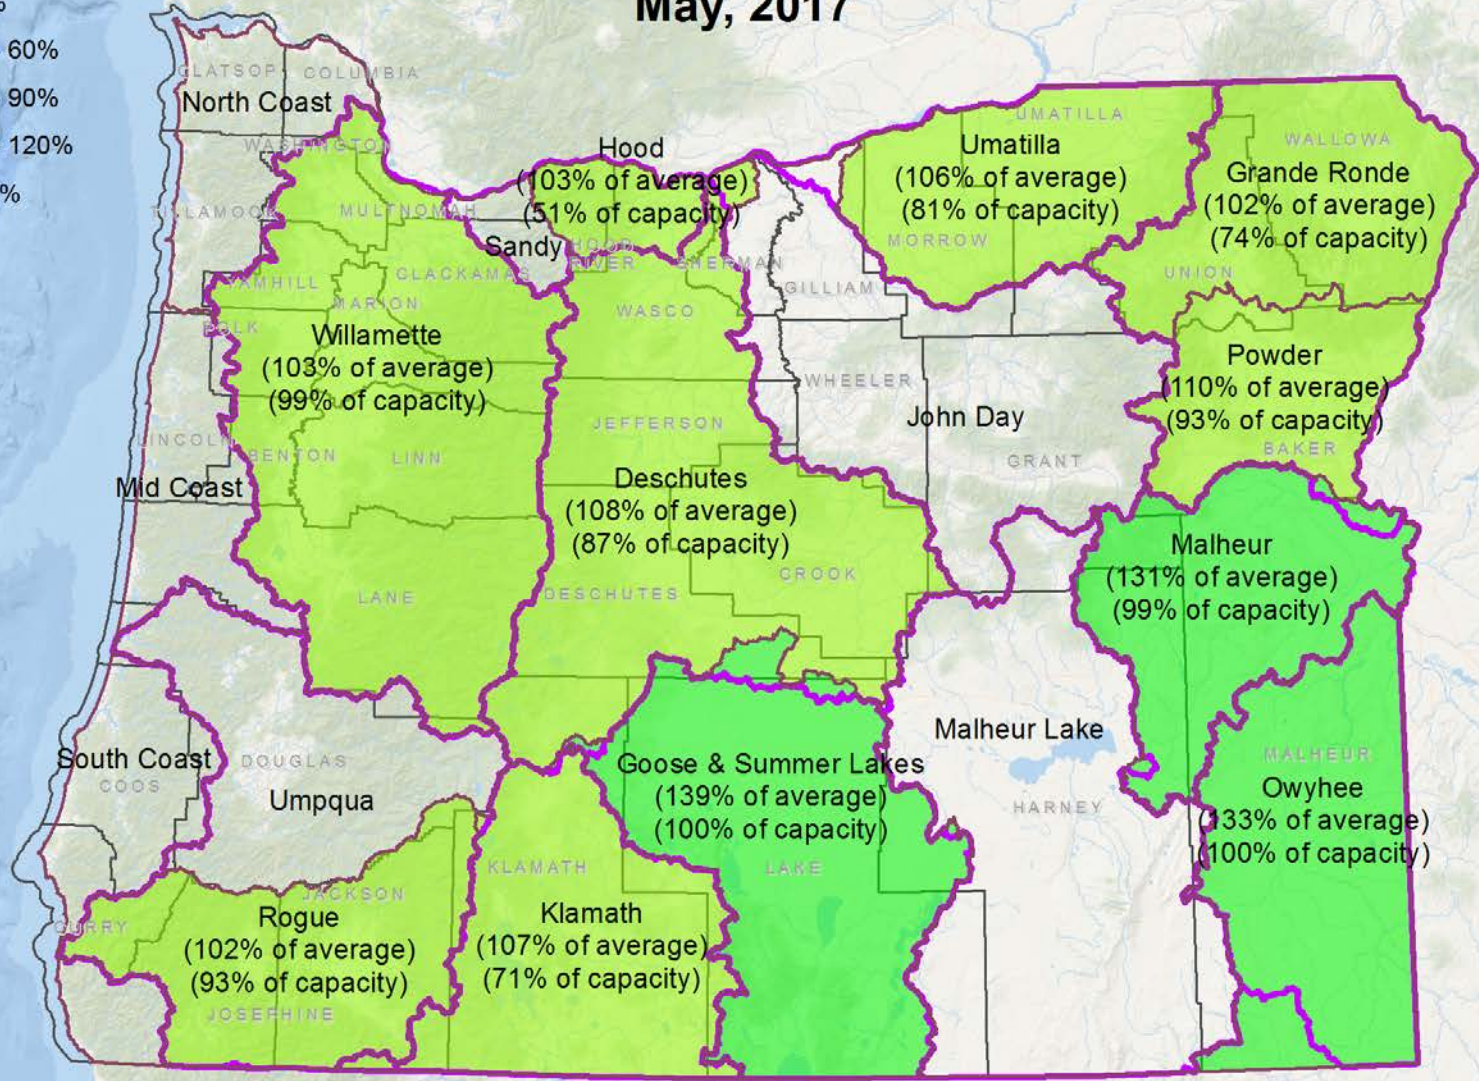 May, 2017
60%
90%
120%
%
CLATSOP
COLUMBIA
North Coast
WASHINGTON
TILLAMOOK
MULTNOMAH
Hood
(103% of average)
(51% of capacity)
Sandy
HOOD
RIVER
SHERMAN
UMATILLA
Umatilla
(106% of average)
(81% of capacity)
MORROW
WALLOWA
Grande Ronde
(102% of average)
(74% of capacity)
UNION
YAMHILL
CLACKAMAS
MARION
POLK
Willamette
(103% of average)
(99% of capacity)
WASCO
GILLIAM
WHEELER
John Day
GRANT
Powder
(110% of average)
(93% of capacity)
BAKER
LINCOLN
BENTON
LINN
Mid Coast
JEFFERSON
Deschutes
(108% of average)
(87% of capacity)
CROOK
DESCHUTES
LANE
Malheur
(131% of average)
(99% of capacity)
South Coast
COOS
DOUGLAS
Umpqua
Goose & Summer Lakes
(139% of average)
(100% of capacity)
LAKE
Malheur Lake
HARNEY
MALHEUR
Owyhee
(133% of average)
(100% of capacity)
KLAMATH
Klamath
(107% of average)
(71% of capacity)
CURRY
JACKSON
Rogue
(102% of average)
(93% of capacity)
JOSEPHINE